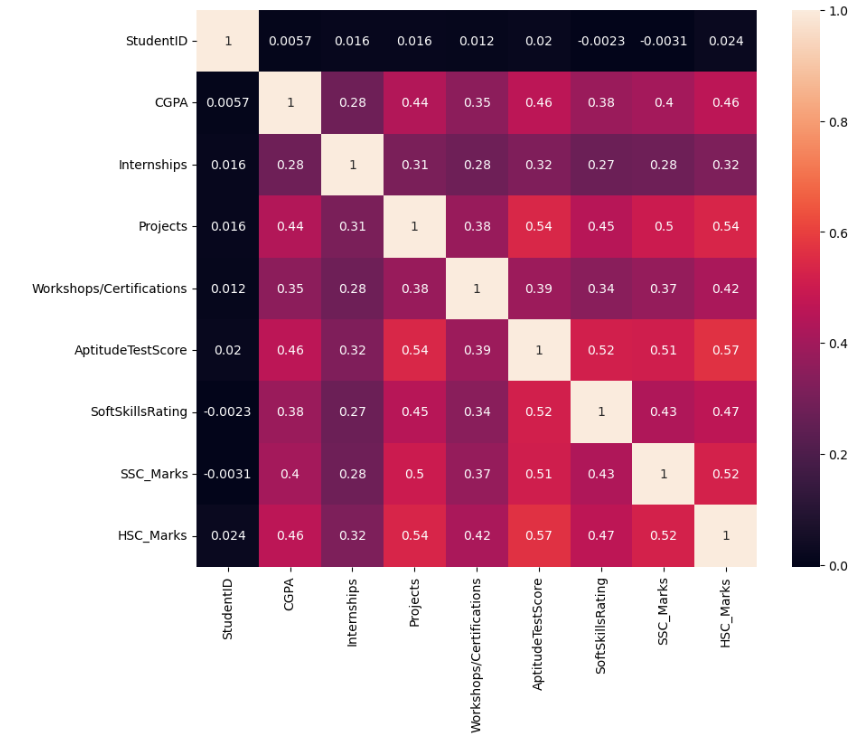 StudentID 1 0.0057 0.016 0.016 0.012 0.02 -0.0023 -0.0031 0.024
CGPA 0.0057 1 0.28 0.44 0.35 0.46 0.38 0.4 0.46
Internships 0.016 0.28 1 0.31 0.28 0.32 0.27 0.28 0.32
Projects 0.016 0.44 0.31 1 0.38 0.54 0.45 0.5 0.54
Workshops/Certifications 0.012 0.35 0.28 0.38 1 0.39 0.34 0.37 0.42
AptitudeTestScore 0.02 0.46 0.32 0.54 0.39 1 0.52 0.51 0.57
SoftSkillsRating -0.0023 0.38 0.27 0.45 0.34 0.52 1 0.43 0.47
SSC_Marks -0.0031 0.4 0.28 0.5 0.37 0.51 0.43 1 0.52
HSC_Marks 0.024 0.46 0.32 0.54 0.42 0.57 0.47 0.52 1
StudentID
CGPA
Internships
Projects
Workshops/Certifications
AptitudeTestScore
SoftSkillsRating
SSC_Marks
HSC_Marks
1.0
0.8
0.6
0.4
0.2
0.0